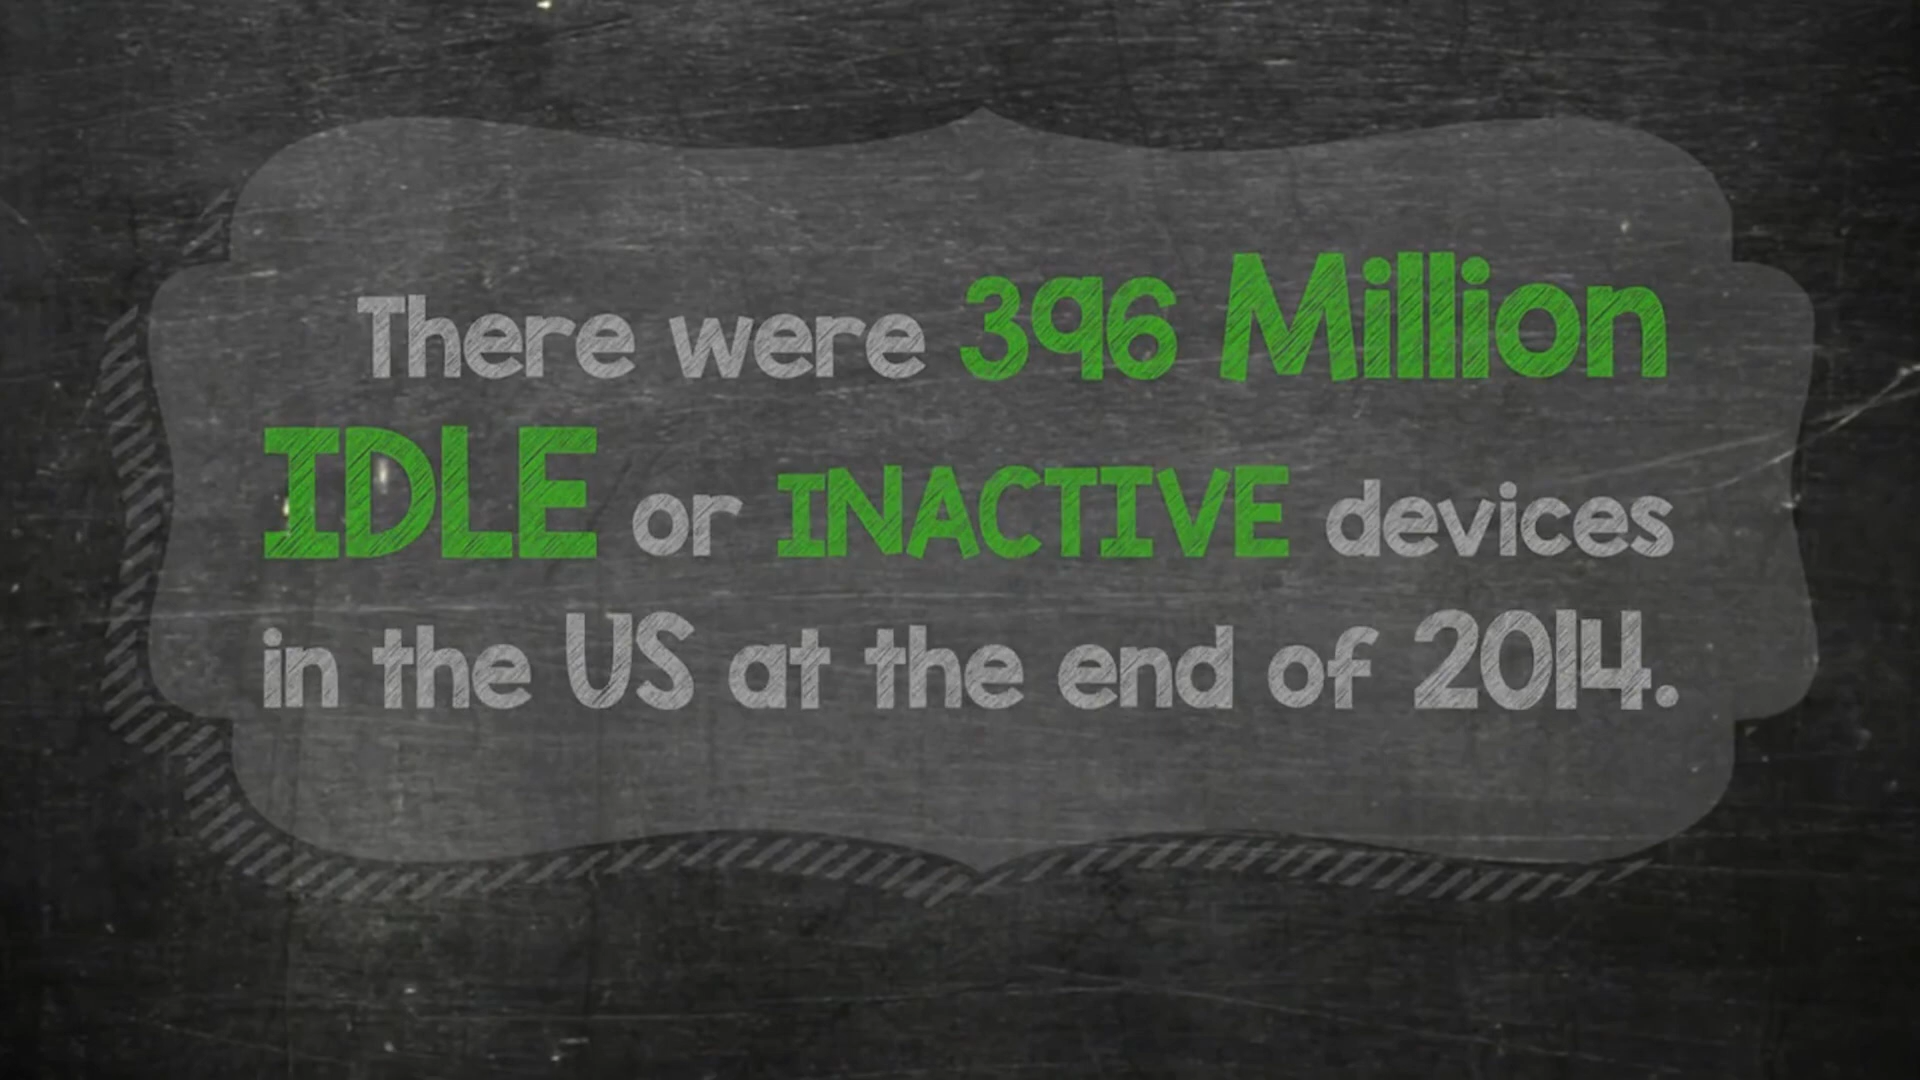 There were 396 Million
IDLE or INACTIVE devices
in the US at the end of 2014.